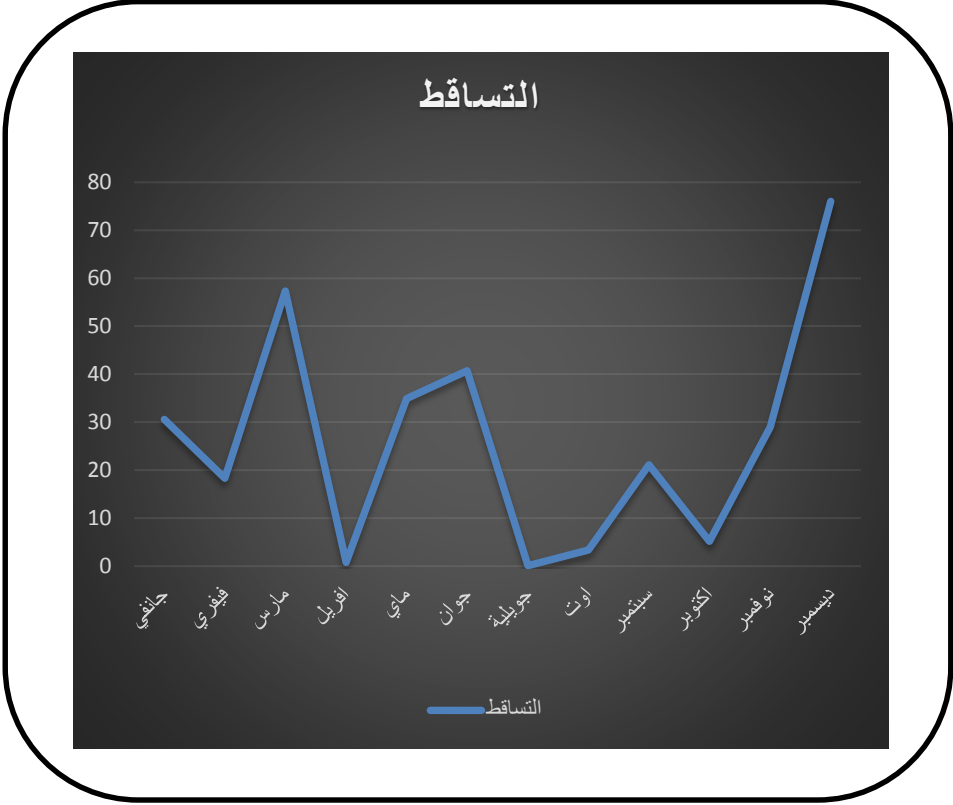 التساقط
80
70
60
50
40
30
20
10
0
جانفي
فيفري
مارس
افريل
ماي
جوان
جويلية
اوت
سبتمبر
اكتوبر
نوفمبر
ديسمبر
التساقط